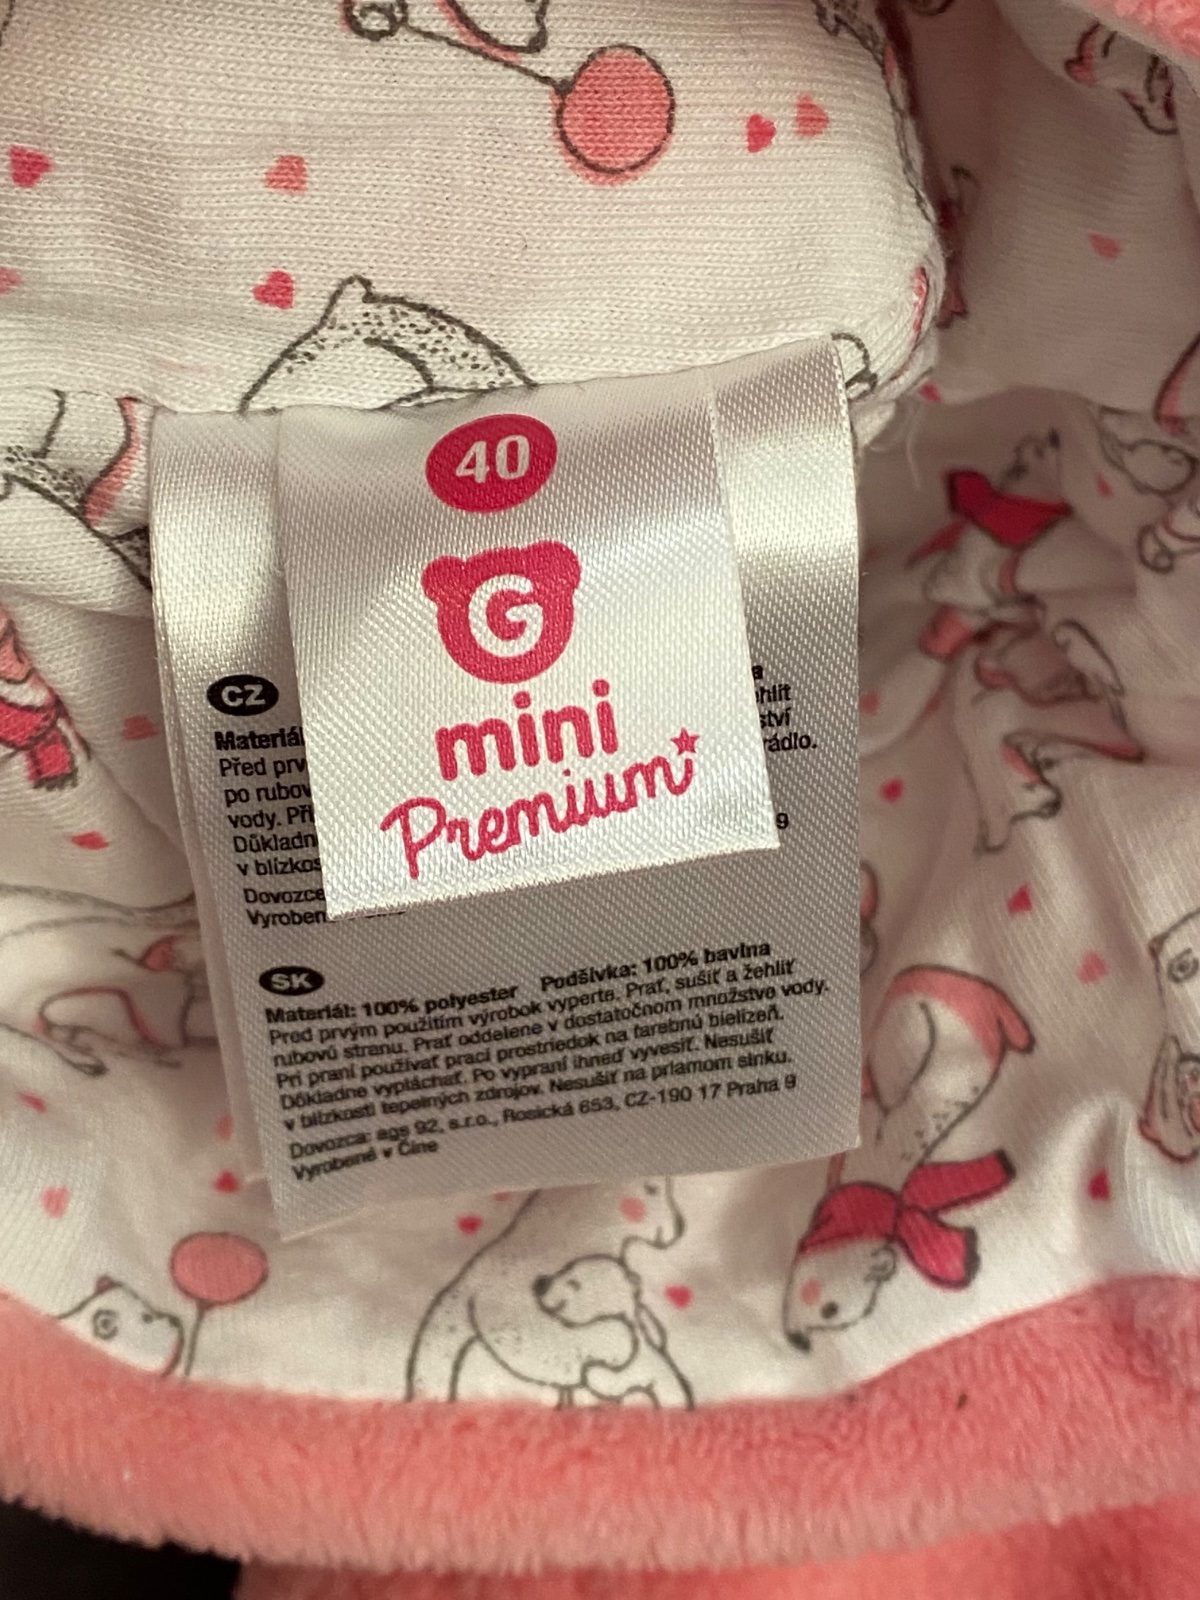 40
G
mini
Premium
CZ
Materiál
Před prv
po rubov
vody. Při
Důkladn
v blízkos
Dovozce
Vyroben
a
ehlit
ství
rádlo.
9
SK
Materiál: 100% polyester Podšívka: 100% bavlna
Pred prvým použitím výrobok vyperte. Prať, sušiť a žehliť
rubovú stranu. Prať oddelene v dostatočnom množstve vody.
Pri praní používať prací prostriedok na farebnú bielizeň.
Dôkladne vypláchať. Po vypraní ihneď vyvesiť. Nesušiť
v blízkosti tepelných zdrojov. Nesušiť na priamom slnku.
Dovozca: ags 92, s.r.o., Rosická 653, CZ-190 17 Praha 9
Vyrobené v Číne